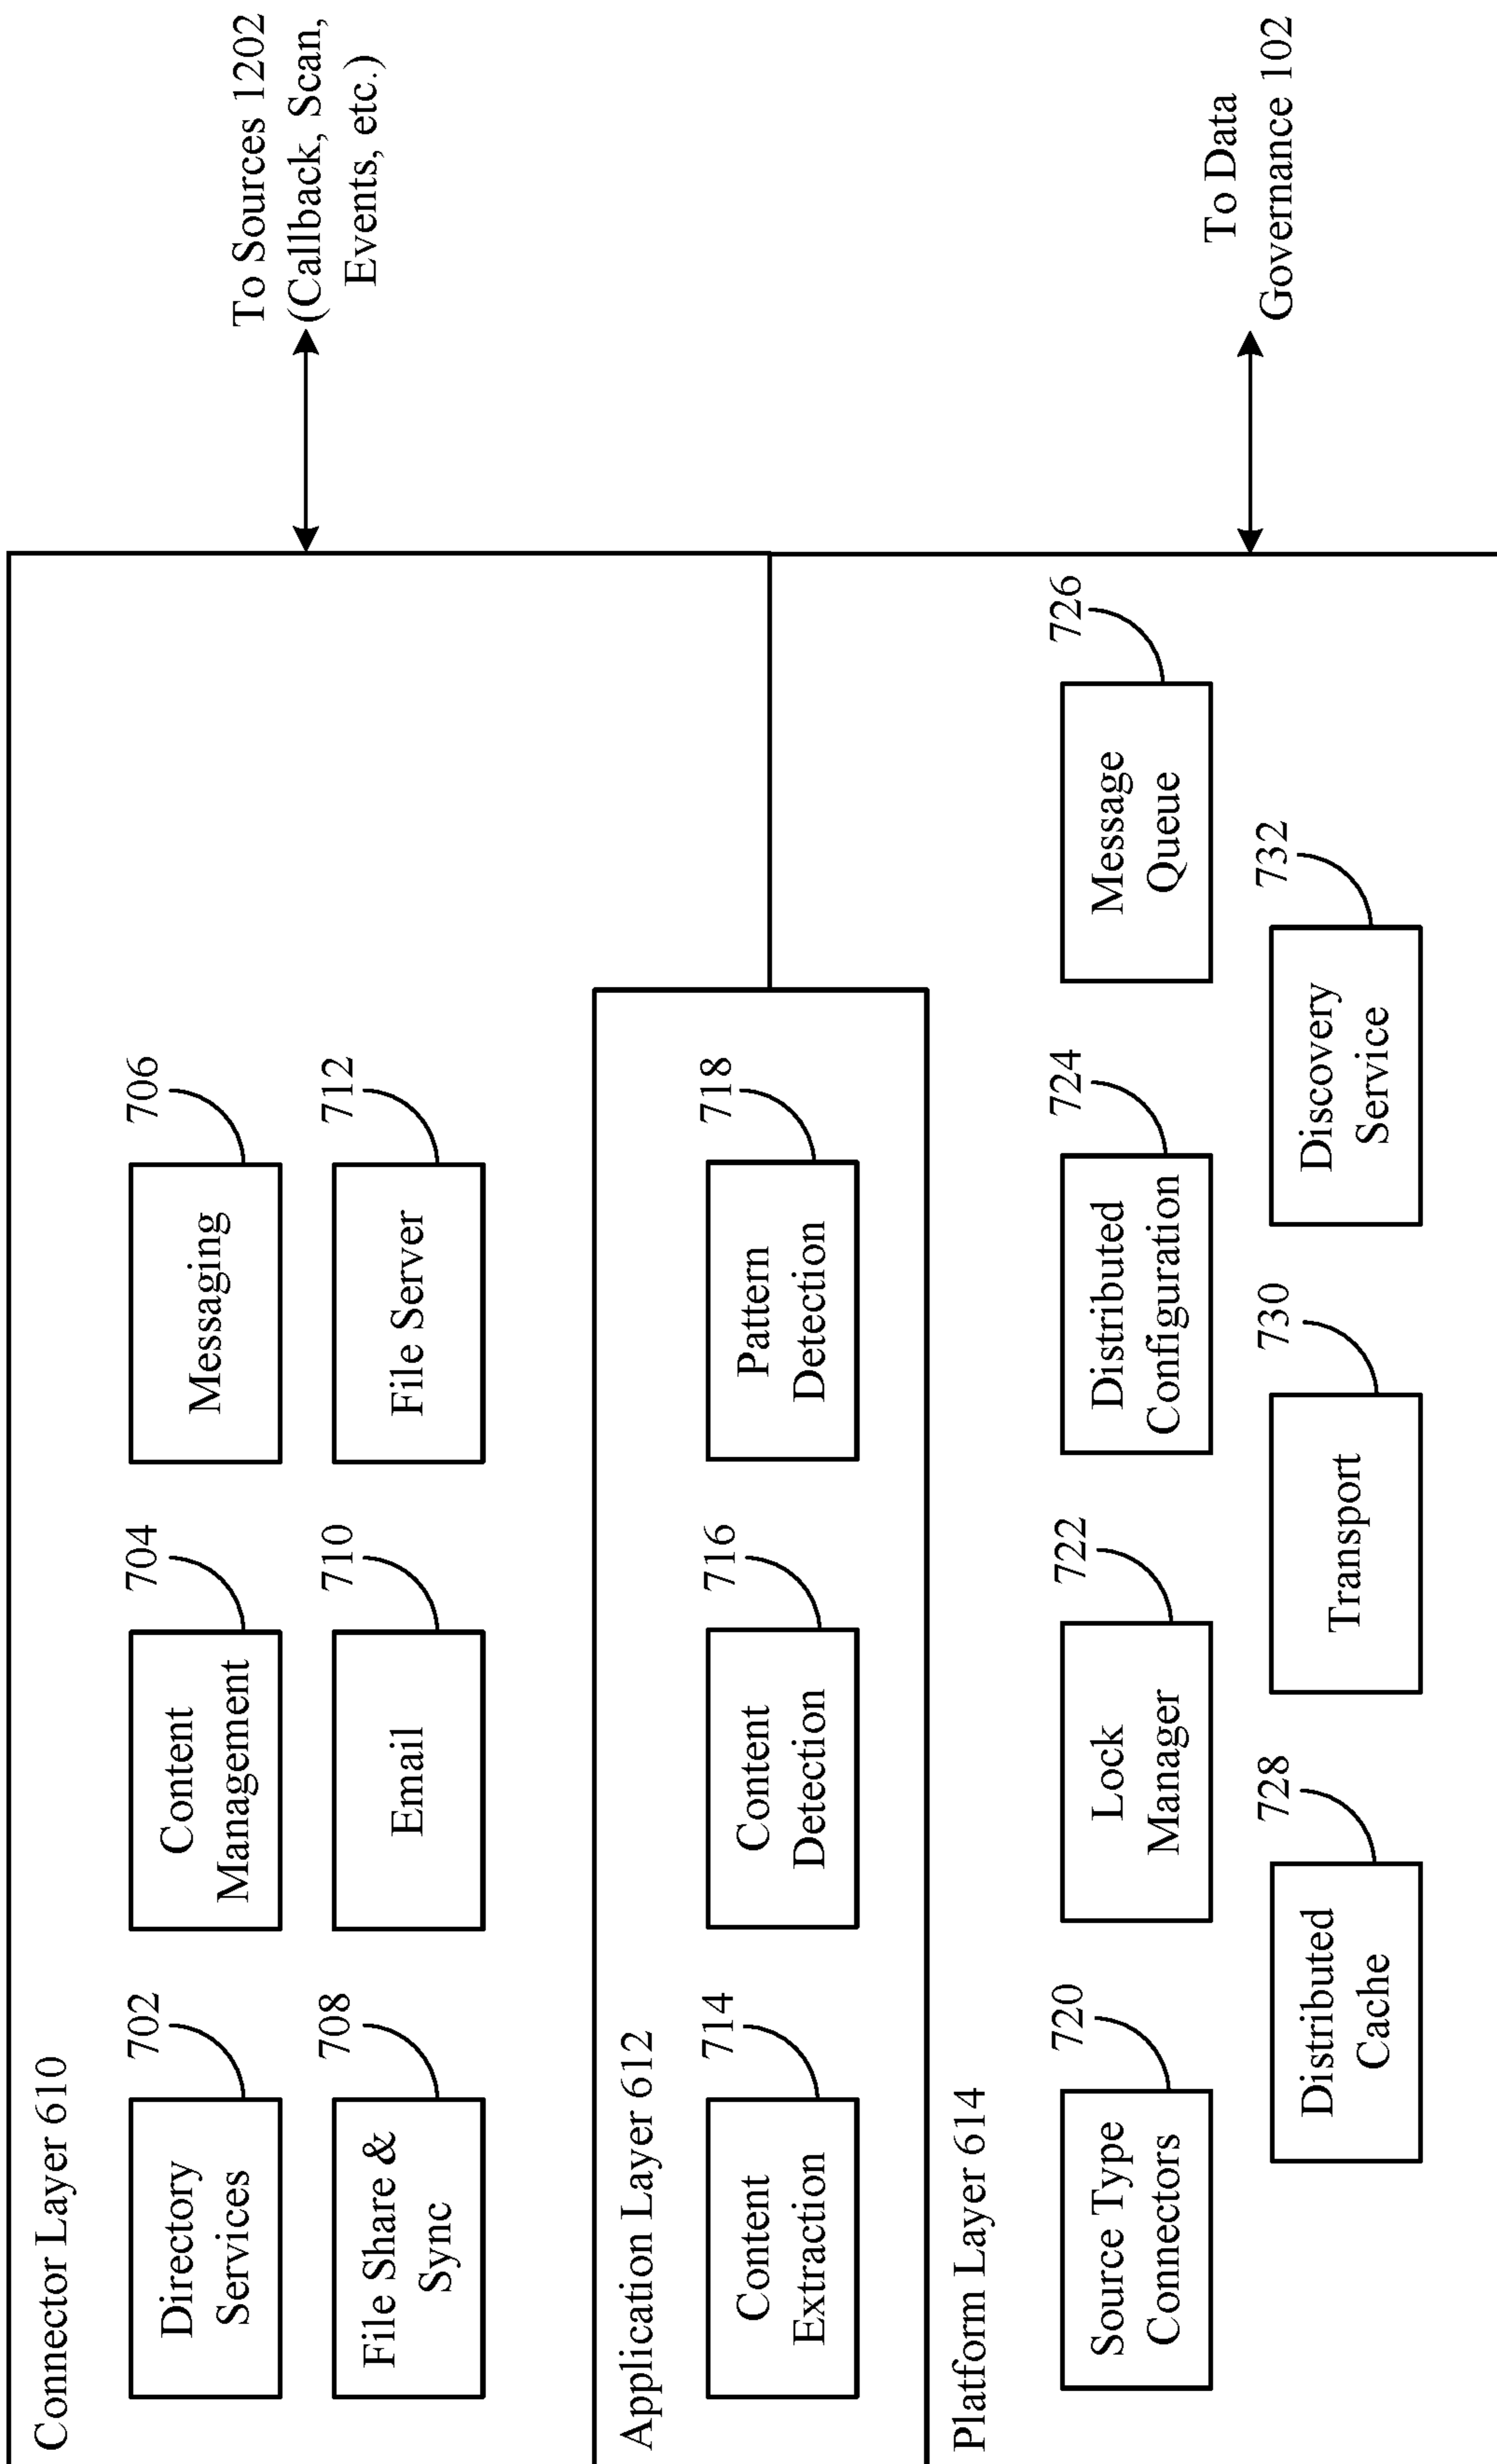 Connector Layer 610
702
Directory
Services
704
Content
Management
706
Messaging
708
File Share &
Sync
710
Email
712
File Server
To Sources 1202
(Callback, Scan,
Events, etc.)
Application Layer 612
714
Content
Extraction
716
Content
Detection
718
Pattern
Detection
Platform Layer 614
720
Source Type
Connectors
722
Lock
Manager
724
Distributed
Configuration
726
Message
Queue
728
Distributed
Cache
730
Transport
732
Discovery
Service
To Data
Governance 102